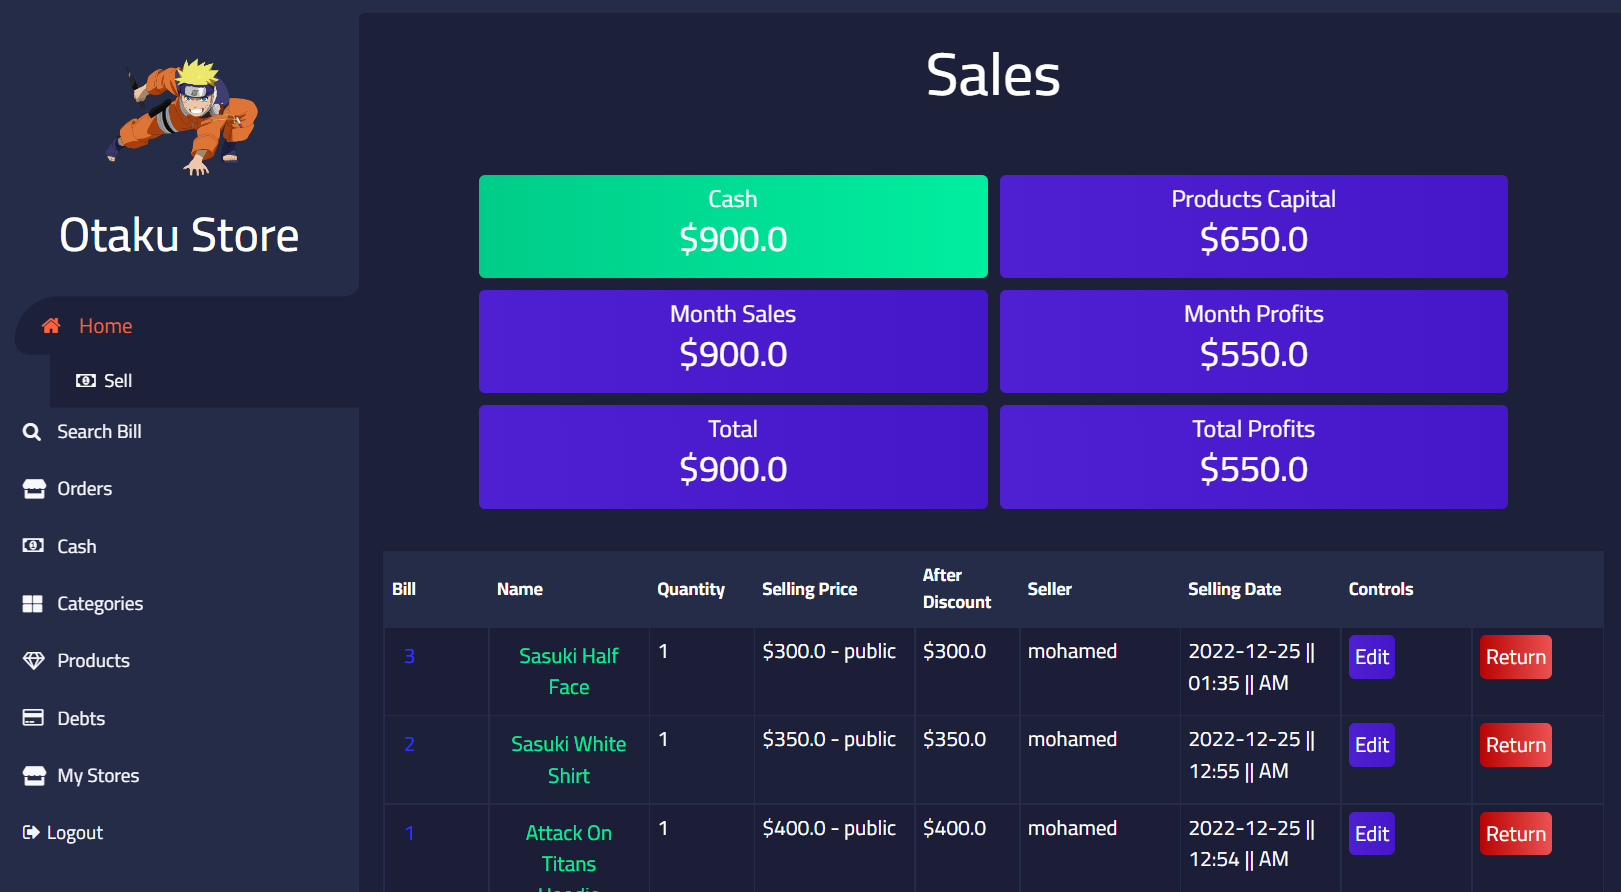 Otaku Store
Home
Sell
Search Bill
Orders
Cash
Categories
Products
Debts
My Stores
Logout
Sales
Cash
$900.0
Products Capital
$650.0
Month Sales
$900.0
Month Profits
$550.0
Total
$900.0
Total Profits
$550.0
Bill Name Quantity Selling Price After Discount Seller Selling Date Controls
3 Sasuki Half Face 1 $300.0 - public $300.0 mohamed 2022-12-25 || 01:35 || AM Edit Return
2 Sasuki White Shirt 1 $350.0 - public $350.0 mohamed 2022-12-25 || 12:55 || AM Edit Return
1 Attack On Titans 1 $400.0 - public $400.0 mohamed 2022-12-25 || 12:54 || AM Edit Return